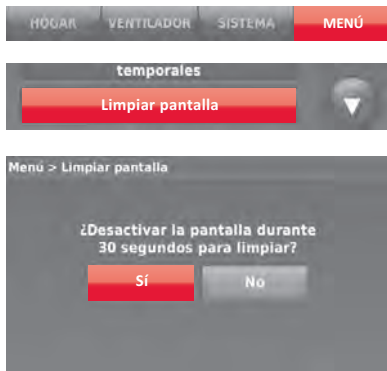 HOGAR VENTILADOR SISTEMA MENÚ
temporales
Limpiar pantalla
Menú > Limpiar pantalla
¿Desactivar la pantalla durante
30 segundos para limpiar?
Sí No